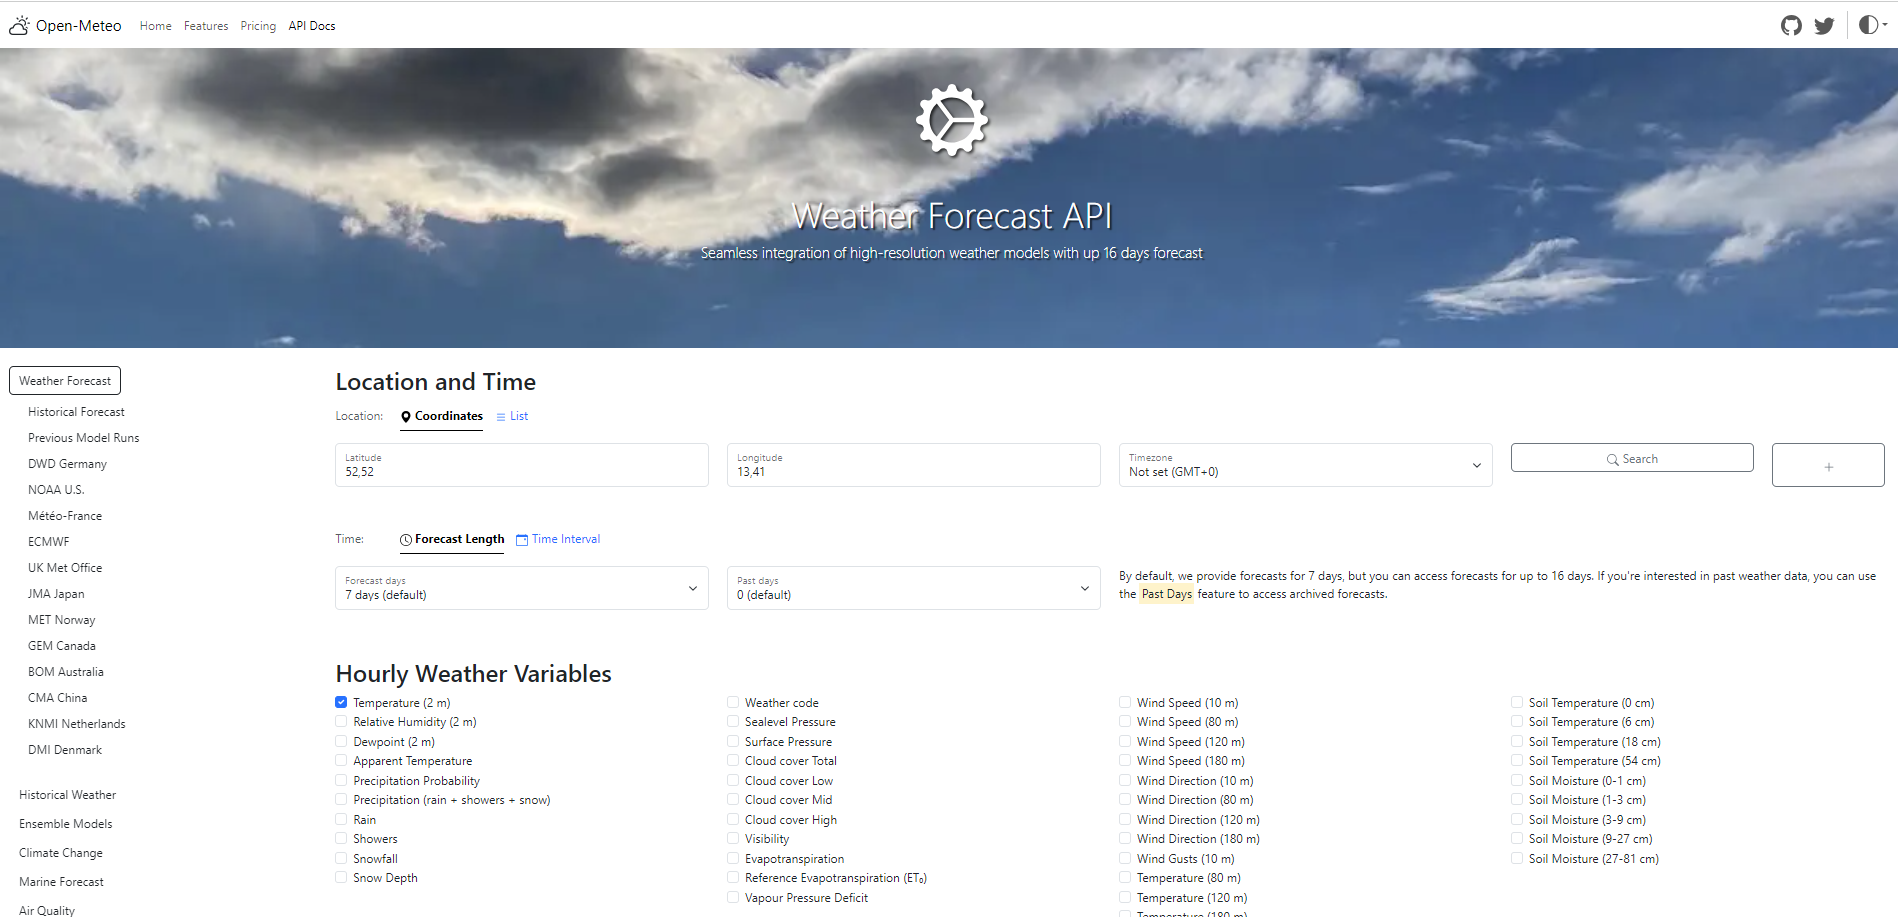 Open-Meteo Home Features Pricing API Docs
Weather Forecast API
Seamless integration of high-resolution weather models with up 16 days forecast
Weather Forecast
Historical Forecast
Previous Model Runs
DWD Germany
NOAA U.S.
Météo-France
ECMWF
UK Met Office
JMA Japan
MET Norway
GEM Canada
BOM Australia
CMA China
KNMI Netherlands
DMI Denmark
Historical Weather
Ensemble Models
Climate Change
Marine Forecast
Air Quality
Location and Time
Location: Coordinates List
Latitude
52,52
Longitude
13,41
Timezone
Not set (GMT+0)
Search
+
Time: Forecast Length Time Interval
Forecast days
7 days (default)
Past days
0 (default)
By default, we provide forecasts for 7 days, but you can access forecasts for up to 16 days. If you're interested in past weather data, you can use
the Past Days feature to access archived forecasts.
Hourly Weather Variables
Temperature (2 m)
Relative Humidity (2 m)
Dewpoint (2 m)
Apparent Temperature
Precipitation Probability
Precipitation (rain + showers + snow)
Rain
Showers
Snowfall
Snow Depth
Weather code
Sealevel Pressure
Surface Pressure
Cloud cover Total
Cloud cover Low
Cloud cover Mid
Cloud cover High
Visibility
Evapotranspiration
Reference Evapotranspiration (ET₀)
Vapour Pressure Deficit
Wind Speed (10 m)
Wind Speed (80 m)
Wind Speed (120 m)
Wind Speed (180 m)
Wind Direction (10 m)
Wind Direction (80 m)
Wind Direction (120 m)
Wind Direction (180 m)
Wind Gusts (10 m)
Temperature (80 m)
Temperature (120 m)
Temperature (180 m)
Soil Temperature (0 cm)
Soil Temperature (6 cm)
Soil Temperature (18 cm)
Soil Temperature (54 cm)
Soil Moisture (0-1 cm)
Soil Moisture (1-3 cm)
Soil Moisture (3-9 cm)
Soil Moisture (9-27 cm)
Soil Moisture (27-81 cm)